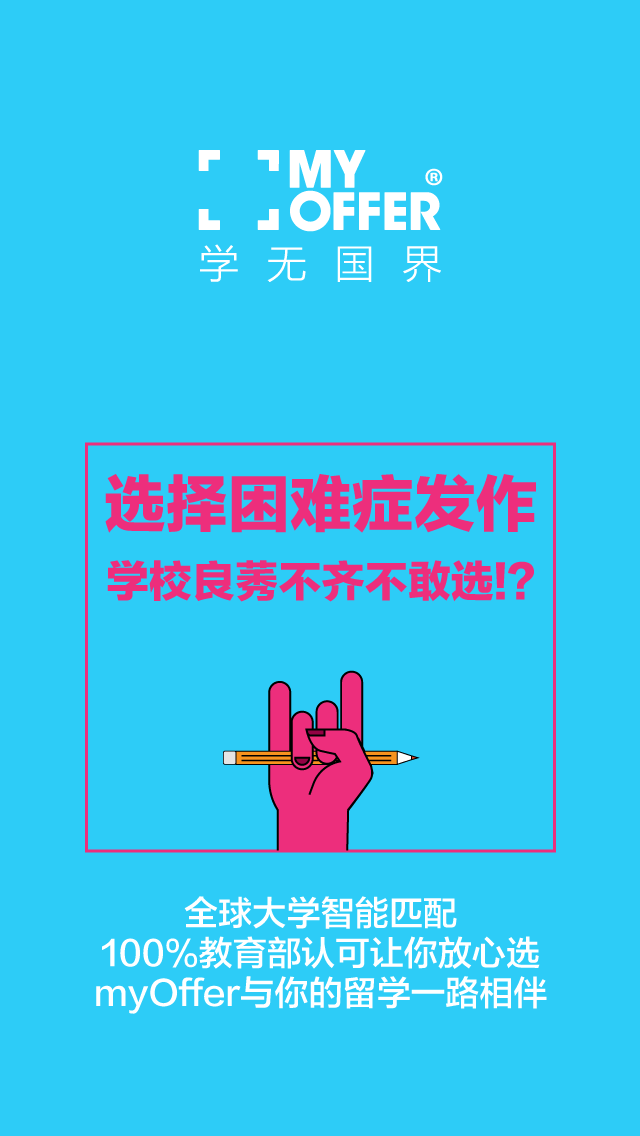 MY
OFFER®
学无国界
选择困难症发作
学校良莠不齐不敢选!?
全球大学智能匹配
100%教育部认可让你放心选
myOffer与你的留学一路相伴